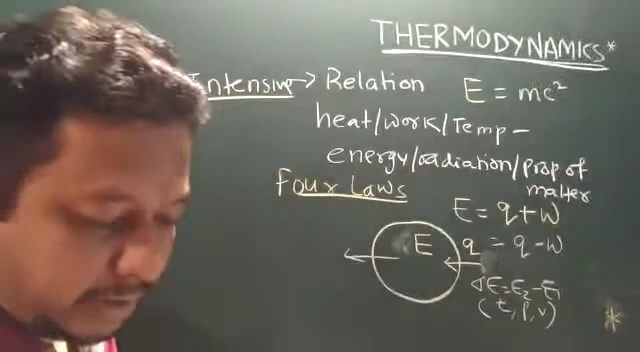 THERMODYNAMICS*
Intensive → Relation E = mc²
heat/work/Temp -
energy/radiation/prop of
matter
Four Laws
E = q + w
E q = q - w
ΔE = E₂ - E₁
(t, p, v)
*